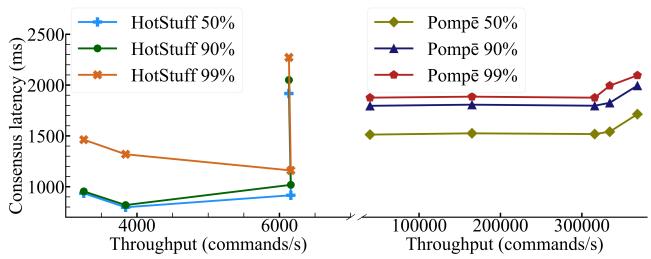 HotStuff 50%
HotStuff 90%
HotStuff 99%
Pompē 50%
Pompē 90%
Pompē 99%
Consensus latency (ms)
2500
2000
1500
1000
4000
6000
100000
200000
300000
Throughput (commands/s)
Throughput (commands/s)